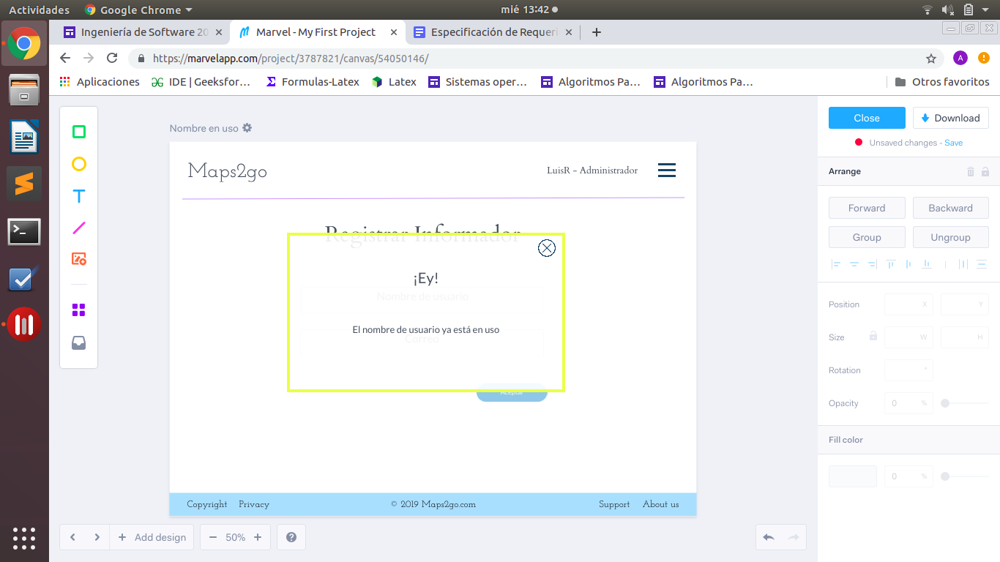 Actividades Google Chrome mié 13:42
Ingeniería de Software 20 Marvel - My First Project Especificación de Requeri
https://marvelapp.com/project/3787821/canvas/54050146/ A
Aplicaciones IDE | Geeksfor… Formulas-Latex Latex Sistemas oper… Algoritmos Pa… Algoritmos Pa… Otros favoritos
Close Download
Nombre en uso
Unsaved changes - Save
Maps2go LuisR - Administrador
Arrange
Forward Backward
Registrar Informador
Group Ungroup
¡Ey!
Nombre de usuario
Position X Y
El nombre de usuario ya está en uso
Correo
Size W H
Rotation °
Aceptar
Opacity 0 %
Fill color
0 %
Copyright Privacy © 2019 Maps2go.com Support About us
Add design 50%